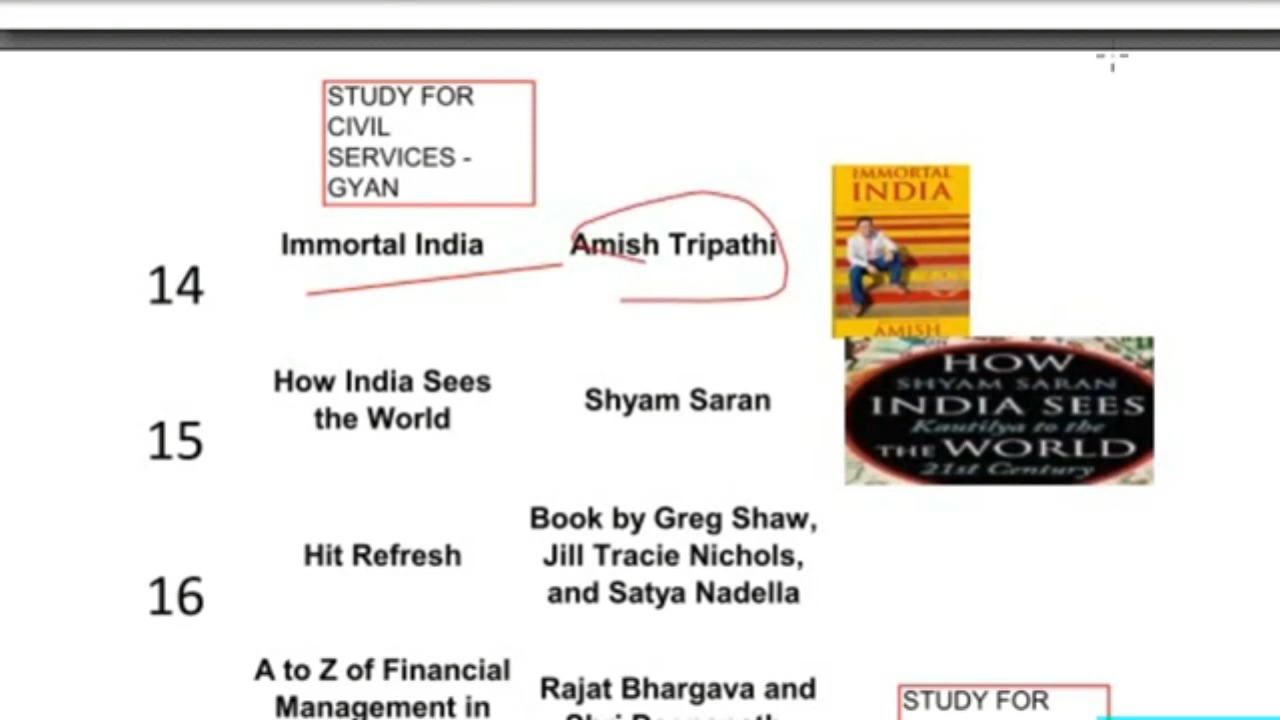 STUDY FOR
CIVIL
SERVICES -
GYAN
14
Immortal India
Amish Tripathi
IMMORTAL
INDIA
AMISH
15
How India Sees
the World
Shyam Saran
HOW
SHYAM SARAN
INDIA SEES
Kautilya to the
THE WORLD
21st Century
16
Hit Refresh
Book by Greg Shaw,
Jill Tracie Nichols,
and Satya Nadella
A to Z of Financial
Management in
Rajat Bhargava and
STUDY FOR